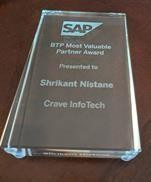 SAP
BTP Most Valuable
Partner Award
Presented to
Shrikant Nistane
Crave InfoTech